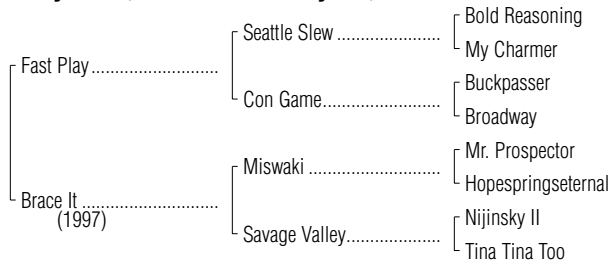 Bold Reasoning
Seattle Slew ......................
My Charmer
Fast Play ...........................
Buckpasser
Con Game.........................
Broadway
Mr. Prospector
Miswaki ............................
Hopespringseternal
Brace It .............................
(1997)
Nijinsky II
Savage Valley....................
Tina Tina Too